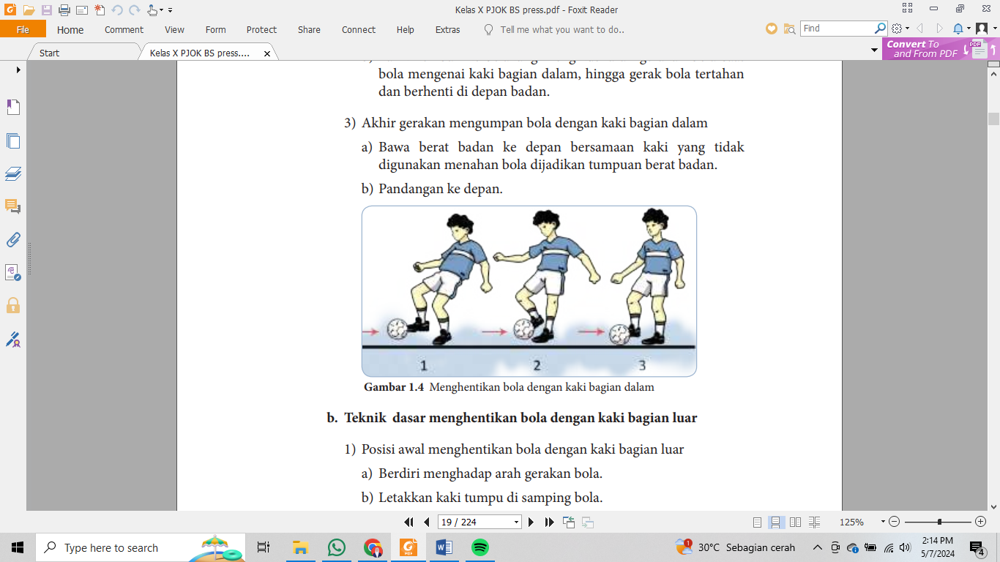 Kelas X PJOK BS press.pdf - Foxit Reader
File Home Comment View Form Protect Share Connect Help Extras Tell me what you want to do.. Find
Start Kelas X PJOK BS press.... Convert To
and From PDF
PDF
bola mengenai kaki bagian dalam, hingga gerak bola tertahan
dan berhenti di depan badan.
3) Akhir gerakan mengumpan bola dengan kaki bagian dalam
a) Bawa berat badan ke depan bersamaan kaki yang tidak
digunakan menahan bola dijadikan tumpuan berat badan.
b) Pandangan ke depan.
1 2 3
Gambar 1.4 Menghentikan bola dengan kaki bagian dalam
b. Teknik dasar menghentikan bola dengan kaki bagian luar
1) Posisi awal menghentikan bola dengan kaki bagian luar
a) Berdiri menghadap arah gerakan bola.
b) Letakkan kaki tumpu di samping bola.
19 / 224 125%
Type here to search 1 30°C Sebagian cerah 2:14 PM
5/7/2024 4